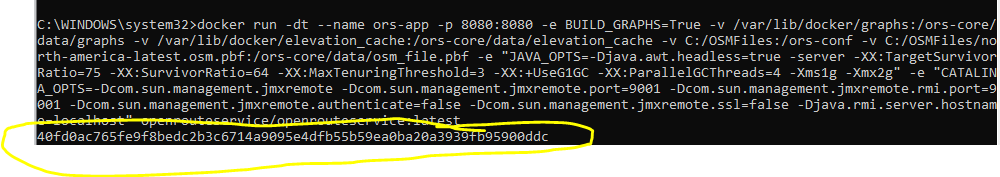 C:\WINDOWS\system32>docker run -dt --name ors-app -p 8080:8080 -e BUILD_GRAPHS=True -v /var/lib/docker/graphs:/ors-core/
data/graphs -v /var/lib/docker/elevation_cache:/ors-core/data/elevation_cache -v C:/OSMFiles:/ors-conf -v C:/OSMFiles/no
rth-america-latest.osm.pbf:/ors-core/data/osm_file.pbf -e "JAVA_OPTS=-Djava.awt.headless=true -server -XX:TargetSurvivor
Ratio=75 -XX:SurvivorRatio=64 -XX:MaxTenuringThreshold=3 -XX:+UseG1GC -XX:ParallelGCThreads=4 -Xms1g -Xmx2g" -e "CATALIN
A_OPTS=-Dcom.sun.management.jmxremote -Dcom.sun.management.jmxremote.port=9001 -Dcom.sun.management.jmxremote.rmi.port=9
001 -Dcom.sun.management.jmxremote.authenticate=false -Dcom.sun.management.jmxremote.ssl=false -Djava.rmi.server.hostnam
e=localhost" openrouteservice/openrouteservice:latest
40fd0ac765fe9f8bedc2b3c6714a9095e4dfb55b59ea0ba20a3939fb95900ddc